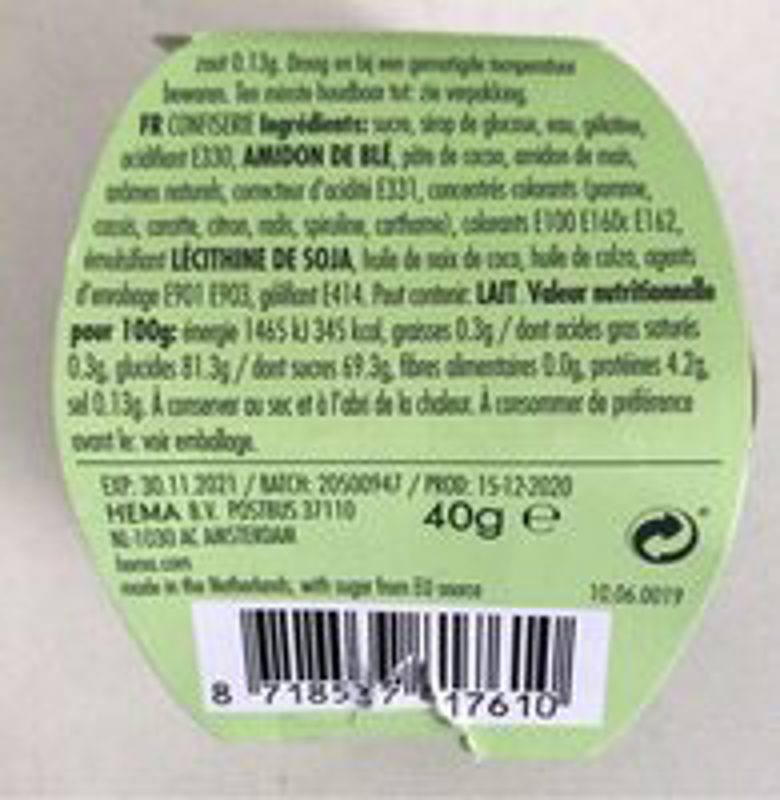 zout 0.13g. Droog en bij een gematigde temperatuur
bewaren. Ten minste houdbaar tot: zie verpakking.
FR CONFISERIE Ingrédients: sucre, sirop de glucose, eau, gélatine,
acidifiant E330, AMIDON DE BLÉ, pâte de cacao, amidon de maïs,
arômes naturels, correcteur d'acidité E331, concentrés colorants (pomme,
cassis, carotte, citron, radis, spiruline, carthame), colorants E100 E160c E162,
émulsifiant LÉCITHINE DE SOJA, huile de noix de coco, huile de colza, agents
d'enrobage E901 E903, gélifiant E414. Peut contenir: LAIT. Valeur nutritionnelle
pour 100g: énergie 1465 kJ 345 kcal, graisses 0.3g / dont acides gras saturés
0.3g, glucides 81.3g / dont sucres 69.3g, fibres alimentaires 0.0g, protéines 4.2g,
sel 0.13g. À conserver au sec et à l'abri de la chaleur. À consommer de préférence
avant le: voir emballage.
EXP: 30.11.2021 / BATCH: 20500947 / PROD: 15-12-2020
HEMA B.V. POSTBUS 37110
NL-1030 AC AMSTERDAM
40g ℮
hema.com
made in the Netherlands, with sugar from EU source
10.06.0019
8 718537 17610